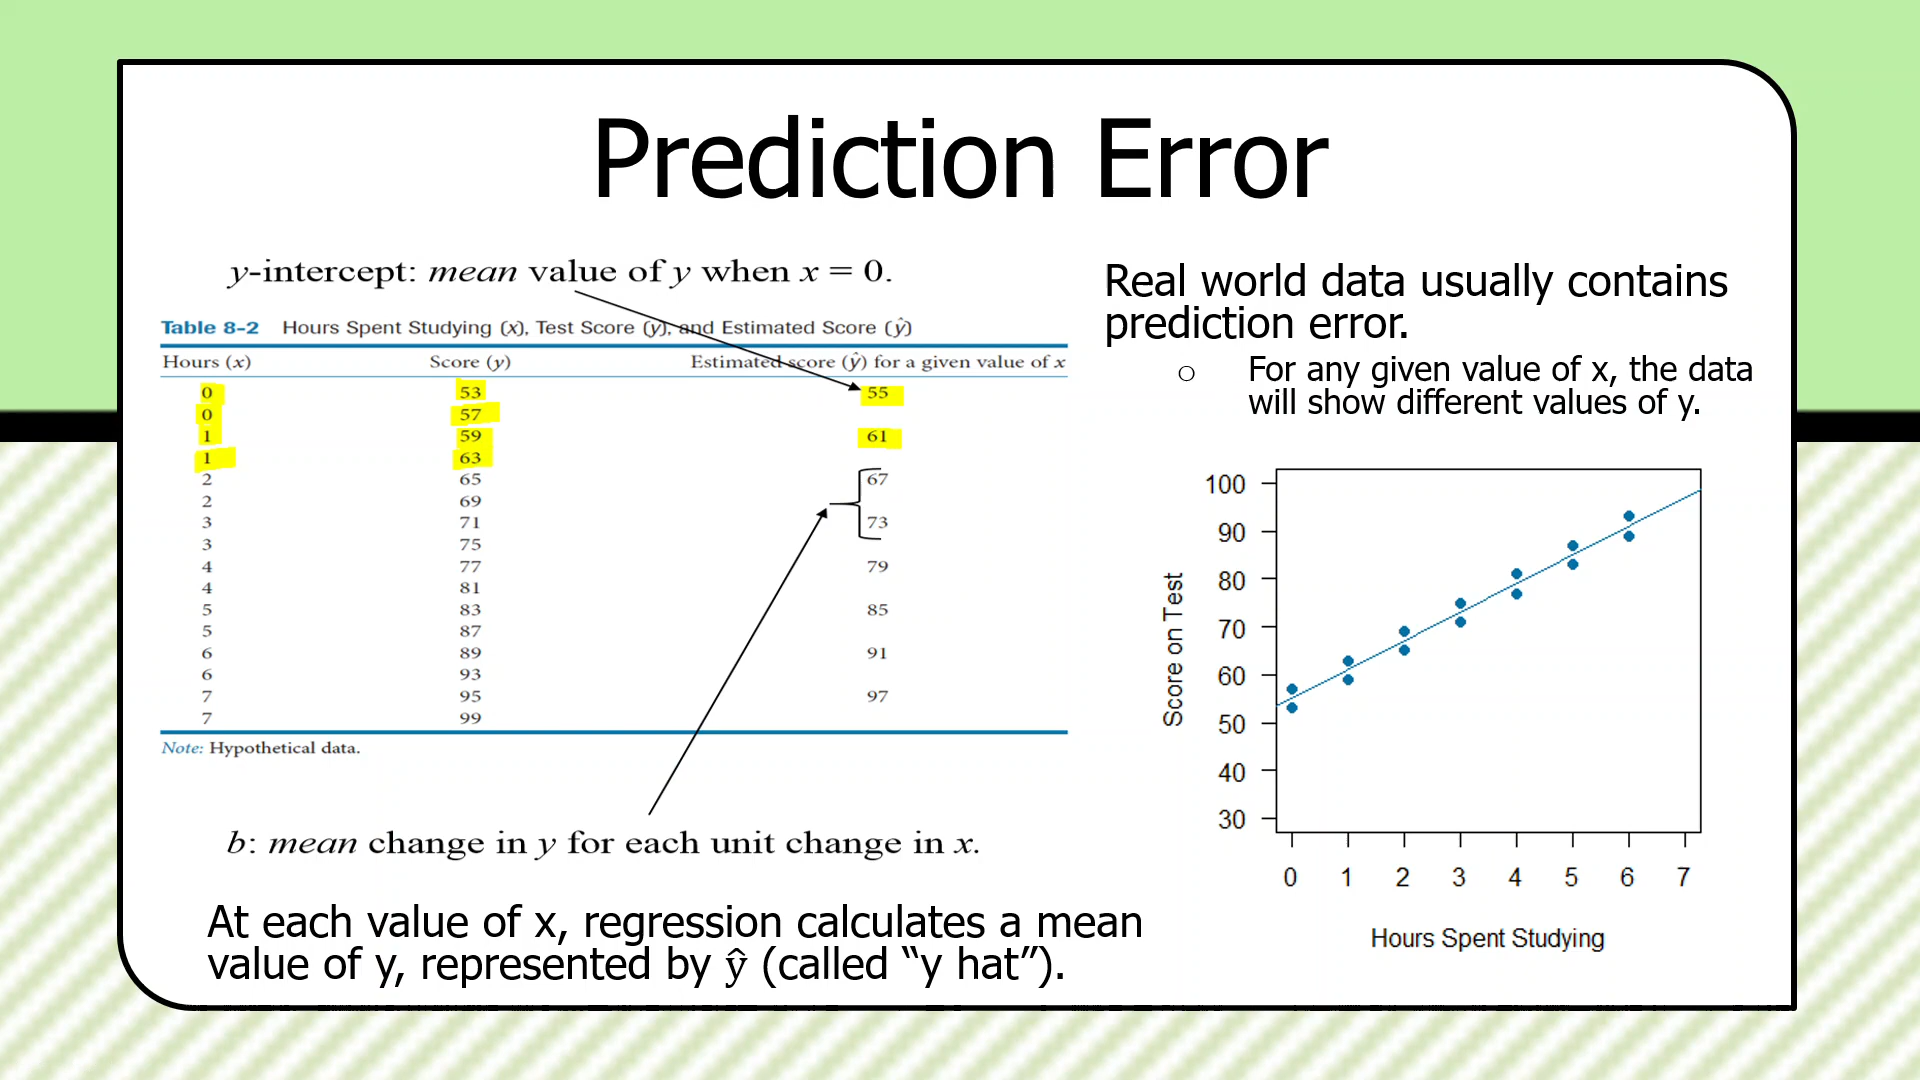 Prediction Error
y-intercept: mean value of y when x = 0.
Table 8-2 Hours Spent Studying (x), Test Score (y), and Estimated Score (ŷ)
Hours (x) Score (y) Estimated score (ŷ) for a given value of x
0 53 55
0 57
1 59 61
1 63
2 65 67
2 69
3 71 73
3 75
4 77 79
4 81
5 83 85
5 87
6 89 91
6 93
7 95 97
7 99
Note: Hypothetical data.
b: mean change in y for each unit change in x.
At each value of x, regression calculates a mean
value of y, represented by ŷ (called “y hat”).
Real world data usually contains
prediction error.
o For any given value of x, the data
will show different values of y.
100
90
80
70
60
50
40
30
Score on Test
0 1 2 3 4 5 6 7
Hours Spent Studying